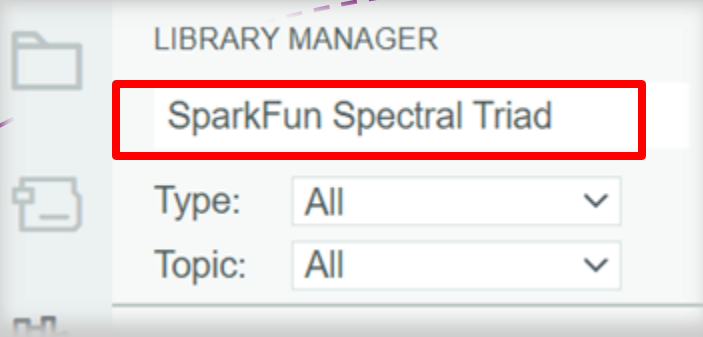 LIBRARY MANAGER
SparkFun Spectral Triad
Type: All
Topic: All